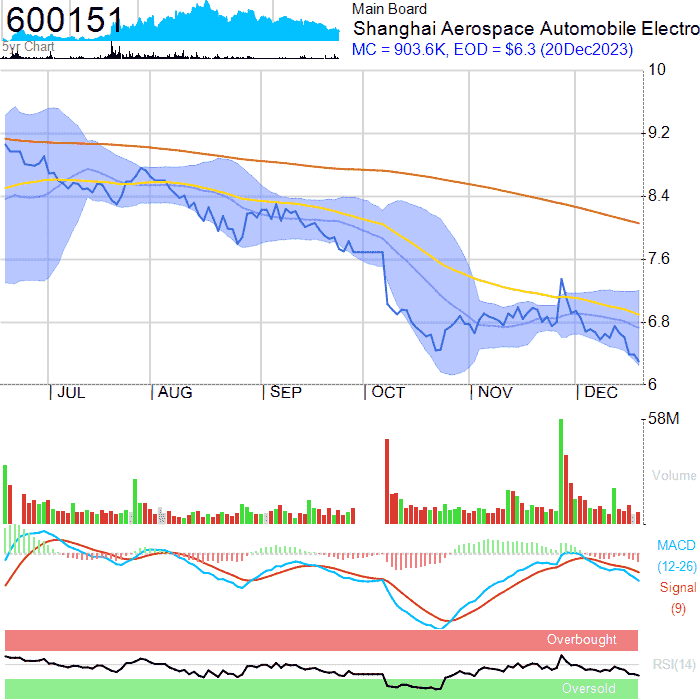 600151
5yr Chart
Main Board
Shanghai Aerospace Automobile Electro
MC = 903.6K, EOD = $6.3 (20Dec2023)
10
9.2
8.4
7.6
6.8
6
JUL
AUG
SEP
OCT
NOV
DEC
58M
Volume
MACD
(12-26)
Signal
(9)
Overbought
RSI(14)
Oversold